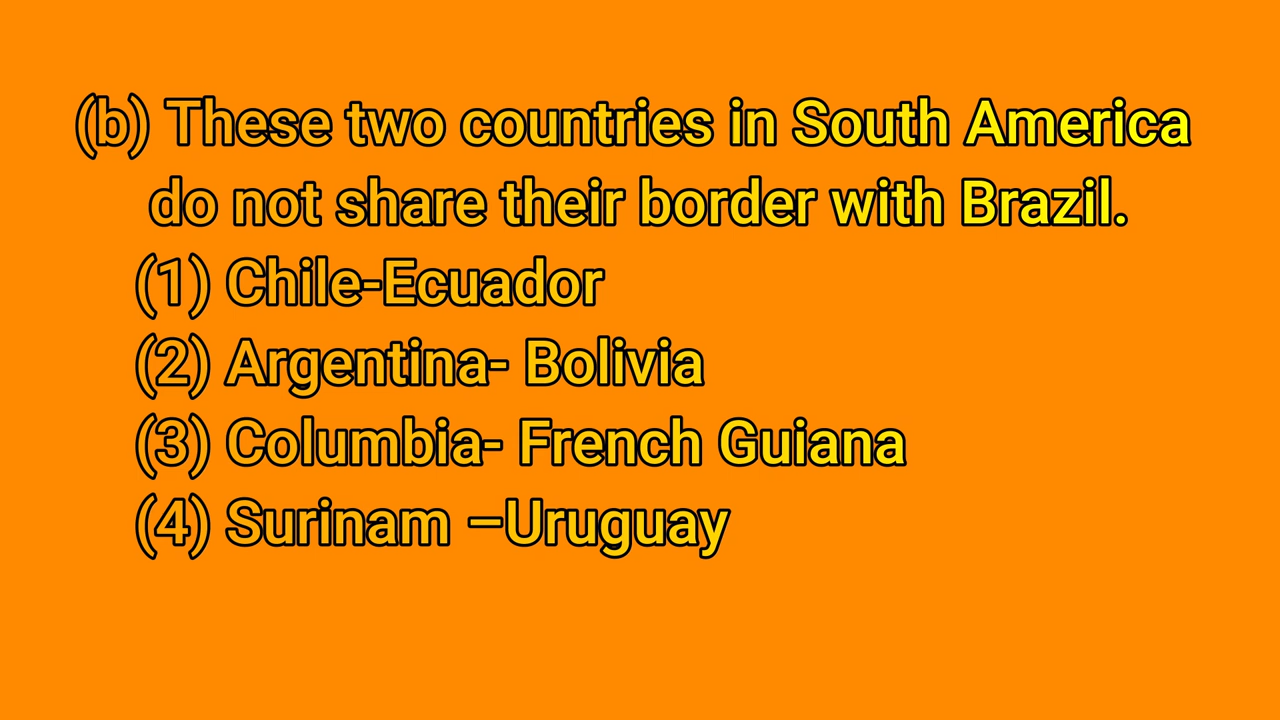 (b) These two countries in South America
do not share their border with Brazil.
(1) Chile-Ecuador
(2) Argentina- Bolivia
(3) Columbia- French Guiana
(4) Surinam –Uruguay